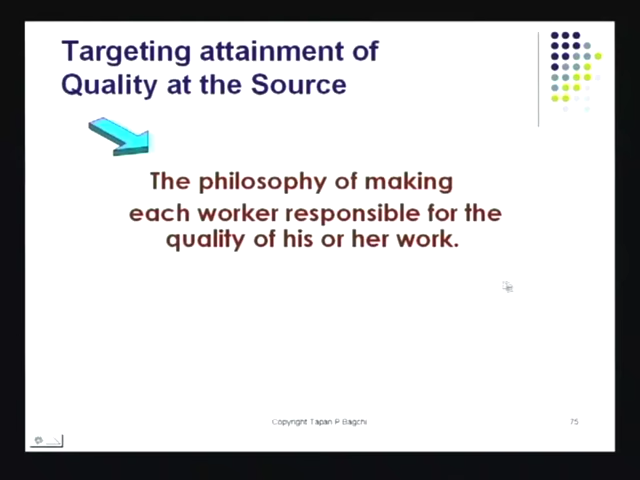 Targeting attainment of
Quality at the Source
The philosophy of making
each worker responsible for the
quality of his or her work.
Copyright Tapan P Bagchi
75